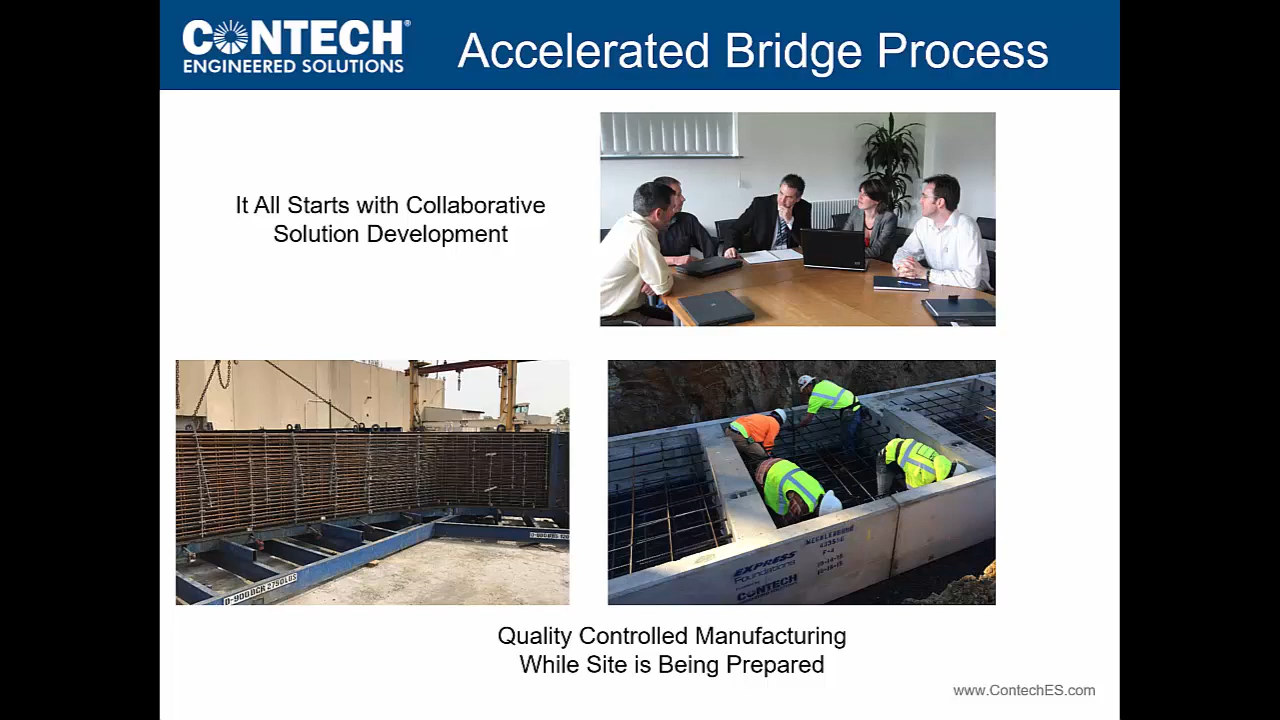 CONTECH®
ENGINEERED SOLUTIONS
Accelerated Bridge Process
It All Starts with Collaborative
Solution Development
EXPRESS
Foundations
CONTECH
Quality Controlled Manufacturing
While Site is Being Prepared
www.ContechES.com